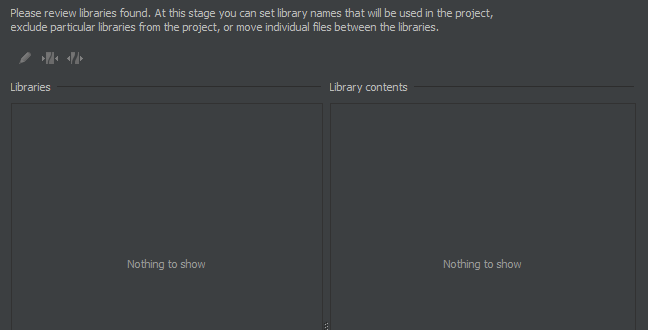 Please review libraries found. At this stage you can set library names that will be used in the project,
exclude particular libraries from the project, or move individual files between the libraries.
Libraries
Library contents
Nothing to show
Nothing to show